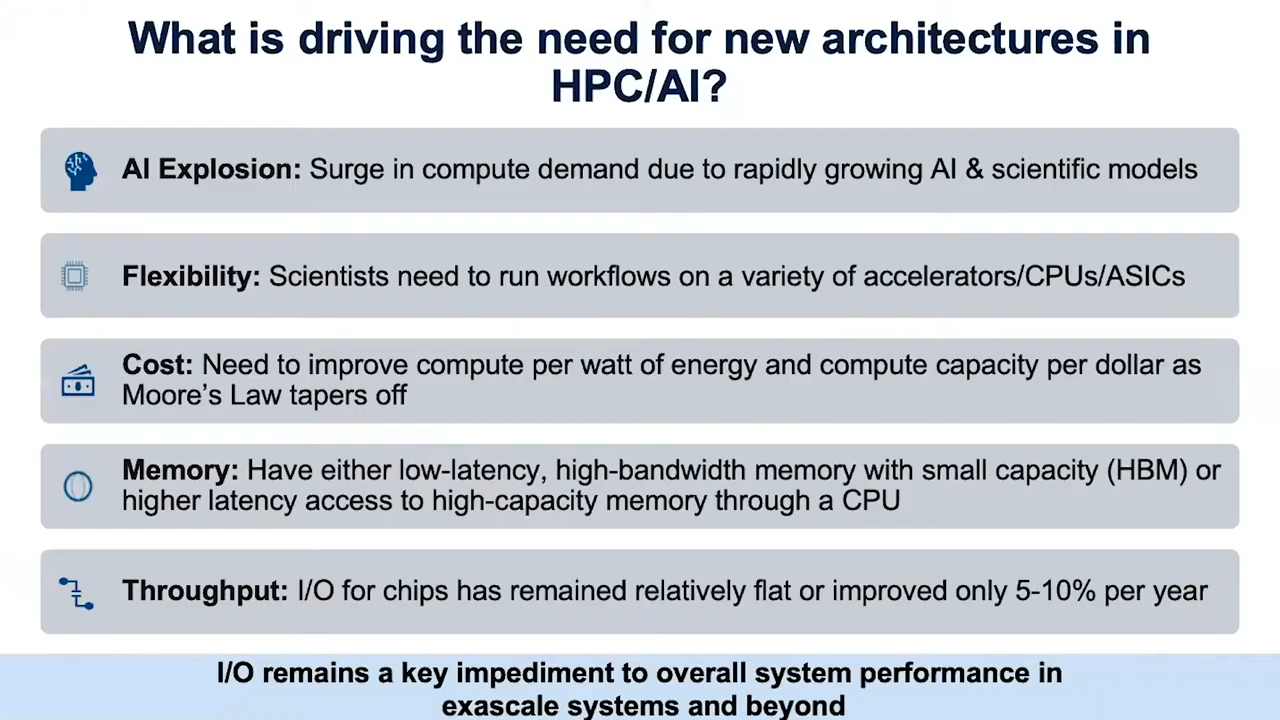 What is driving the need for new architectures in
HPC/AI?
AI Explosion: Surge in compute demand due to rapidly growing AI & scientific models
Flexibility: Scientists need to run workflows on a variety of accelerators/CPUs/ASICs
Cost: Need to improve compute per watt of energy and compute capacity per dollar as
Moore’s Law tapers off
Memory: Have either low-latency, high-bandwidth memory with small capacity (HBM) or
higher latency access to high-capacity memory through a CPU
Throughput: I/O for chips has remained relatively flat or improved only 5-10% per year
I/O remains a key impediment to overall system performance in
exascale systems and beyond